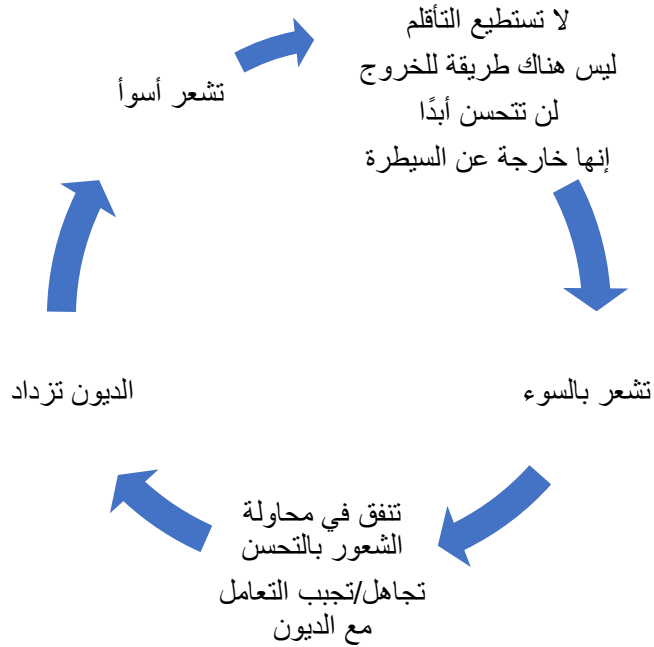 لا تستطيع التأقلم
ليس هناك طريقة للخروج
لن تتحسن أبدًا
إنها خارجة عن السيطرة
تشعر بالسوء
تنفق في محاولة
الشعور بالتحسن
تجاهل/تجبب التعامل
مع الديون
الديون تزداد
تشعر أسوأ